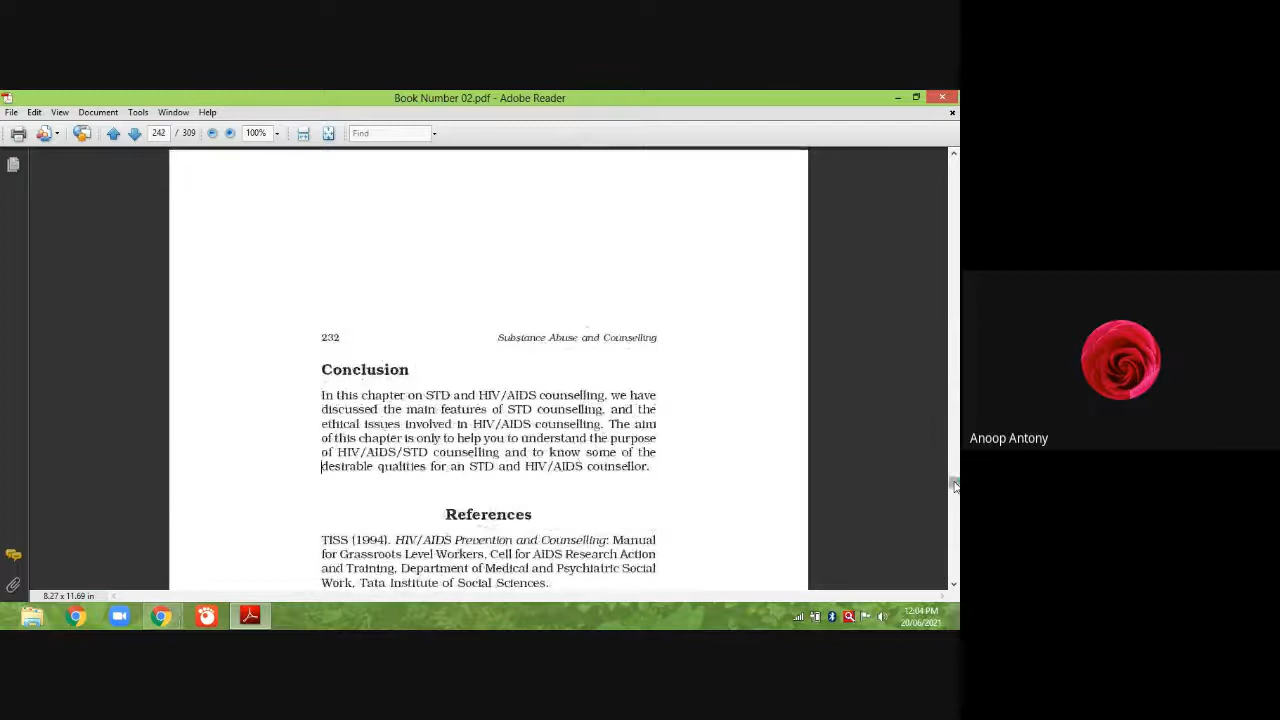 Book Number 02.pdf - Adobe Reader
File Edit View Document Tools Window Help
242 / 309 100% Find
232 Substance Abuse and Counselling
Conclusion
In this chapter on STD and HIV/AIDS counselling, we have
discussed the main features of STD counselling, and the
ethical issues involved in HIV/AIDS counselling. The aim
of this chapter is only to help you to understand the purpose
of HIV/AIDS/STD counselling and to know some of the
desirable qualities for an STD and HIV/AIDS counsellor.
References
TISS (1994). HIV/AIDS Prevention and Counselling: Manual
for Grassroots Level Workers, Cell for AIDS Research Action
and Training, Department of Medical and Psychiatric Social
Work, Tata Institute of Social Sciences.
8.27 x 11.69 in
12:04 PM
20/06/2021
Anoop Antony